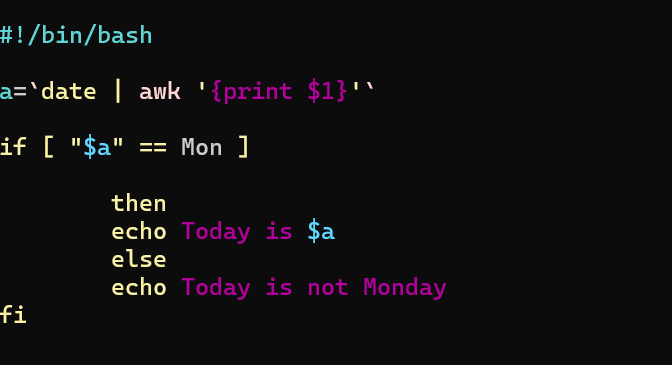 #!/bin/bash
a=`date | awk '{print $1}'`
if [ "$a" == Mon ]
then
echo Today is $a
else
echo Today is not Monday
fi